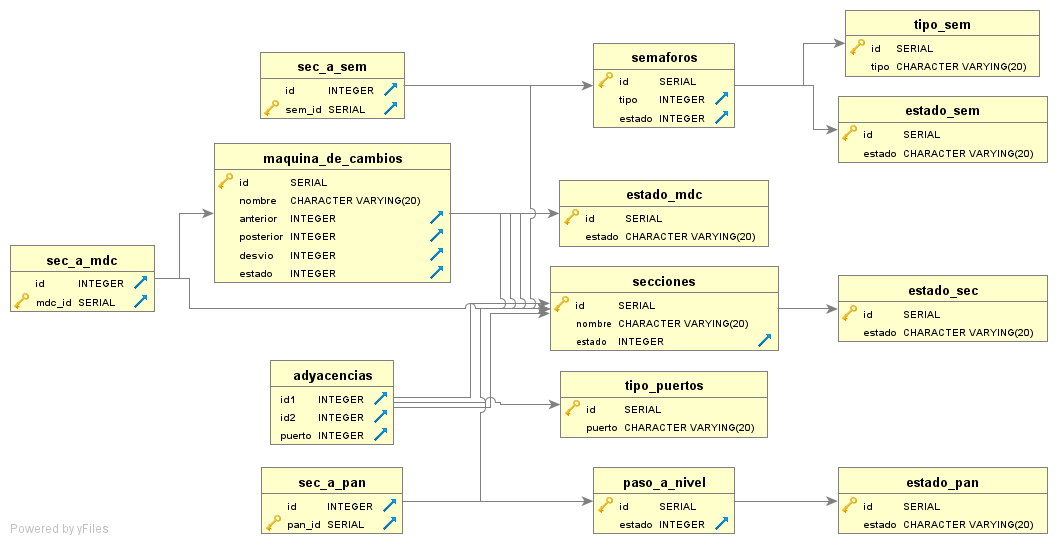 tipo_sem
id SERIAL
tipo CHARACTER VARYING(20)
sec_a_sem
id INTEGER
sem_id SERIAL
semaforos
id SERIAL
tipo INTEGER
estado INTEGER
estado_sem
id SERIAL
estado CHARACTER VARYING(20)
maquina_de_cambios
id SERIAL
nombre CHARACTER VARYING(20)
anterior INTEGER
posterior INTEGER
desvio INTEGER
estado INTEGER
estado_mdc
id SERIAL
estado CHARACTER VARYING(20)
sec_a_mdc
id INTEGER
mdc_id SERIAL
secciones
id SERIAL
nombre CHARACTER VARYING(20)
estado INTEGER
estado_sec
id SERIAL
estado CHARACTER VARYING(20)
adyacencias
id1 INTEGER
id2 INTEGER
puerto INTEGER
tipo_puertos
id SERIAL
puerto CHARACTER VARYING(20)
sec_a_pan
id INTEGER
pan_id SERIAL
paso_a_nivel
id SERIAL
estado INTEGER
estado_pan
id SERIAL
estado CHARACTER VARYING(20)
Powered by yFiles